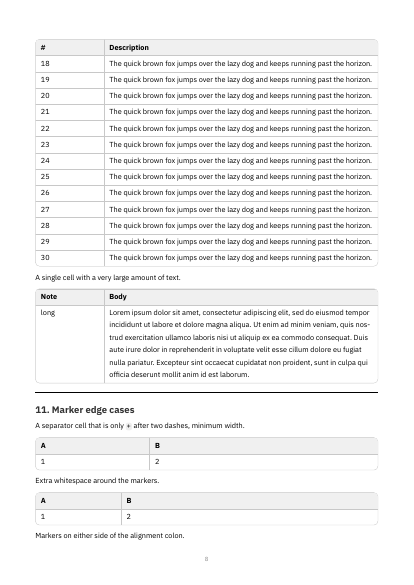 # Description
18 The quick brown fox jumps over the lazy dog and keeps running past the horizon.
19 The quick brown fox jumps over the lazy dog and keeps running past the horizon.
20 The quick brown fox jumps over the lazy dog and keeps running past the horizon.
21 The quick brown fox jumps over the lazy dog and keeps running past the horizon.
22 The quick brown fox jumps over the lazy dog and keeps running past the horizon.
23 The quick brown fox jumps over the lazy dog and keeps running past the horizon.
24 The quick brown fox jumps over the lazy dog and keeps running past the horizon.
25 The quick brown fox jumps over the lazy dog and keeps running past the horizon.
26 The quick brown fox jumps over the lazy dog and keeps running past the horizon.
27 The quick brown fox jumps over the lazy dog and keeps running past the horizon.
28 The quick brown fox jumps over the lazy dog and keeps running past the horizon.
29 The quick brown fox jumps over the lazy dog and keeps running past the horizon.
30 The quick brown fox jumps over the lazy dog and keeps running past the horizon.
A single cell with a very large amount of text.
Note Body
long Lorem ipsum dolor sit amet, consectetur adipiscing elit, sed do eiusmod tempor
incididunt ut labore et dolore magna aliqua. Ut enim ad minim veniam, quis nos-
trud exercitation ullamco laboris nisi ut aliquip ex ea commodo consequat. Duis
aute irure dolor in reprehenderit in voluptate velit esse cillum dolore eu fugiat
nulla pariatur. Excepteur sint occaecat cupidatat non proident, sunt in culpa qui
officia deserunt mollit anim id est laborum.
11. Marker edge cases
A separator cell that is only + after two dashes, minimum width.
A B
1 2
Extra whitespace around the markers.
A B
1 2
Markers on either side of the alignment colon.
8